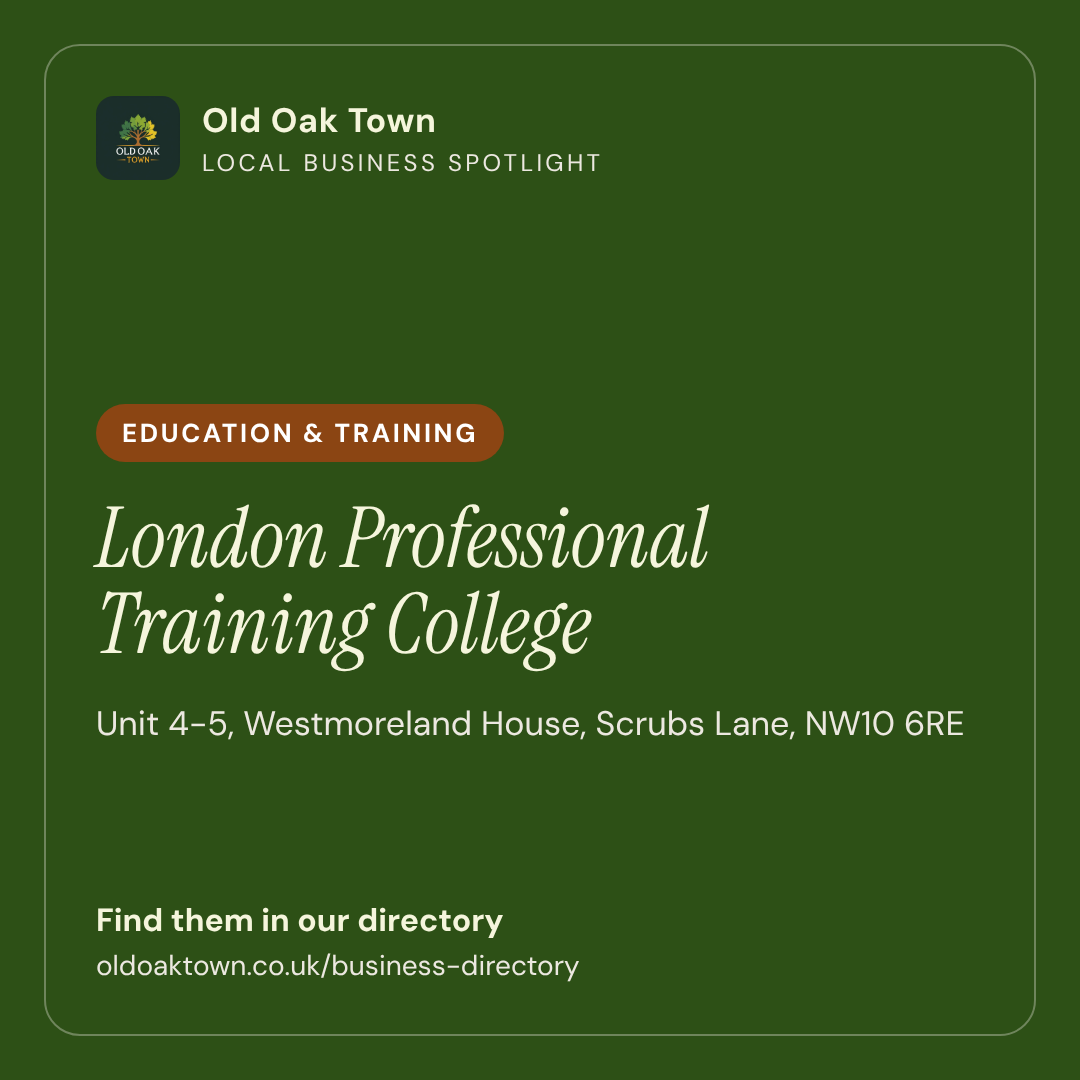 OLD OAK
TOWN
Old Oak Town
LOCAL BUSINESS SPOTLIGHT
EDUCATION & TRAINING
London Professional
Training College
Unit 4-5, Westmoreland House, Scrubs Lane, NW10 6RE
Find them in our directory
oldoaktown.co.uk/business-directory